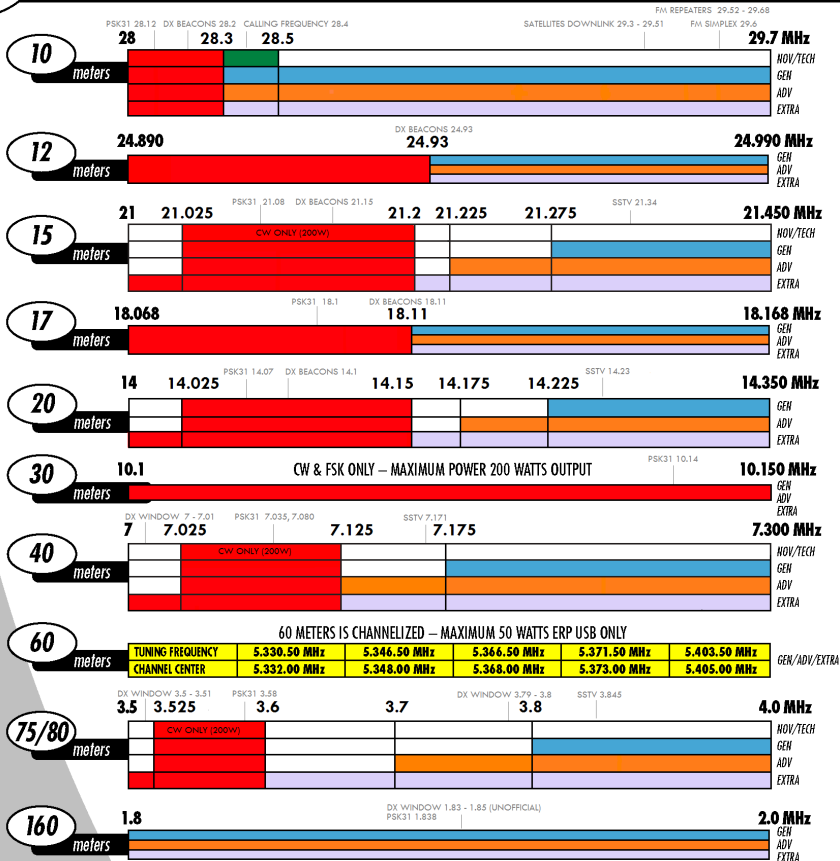 FM REPEATERS 29.52 - 29.68
PSK31 28.12 DX BEACONS 28.2 CALLING FREQUENCY 28.4 SATELLITES DOWNLINK 29.3 - 29.51 FM SIMPLEX 29.6
28 28.3 28.5 29.7 MHz
10 meters
NOV/TECH
GEN
ADV
EXTRA
DX BEACONS 24.93
24.890 24.93 24.990 MHz
12 meters
GEN
ADV
EXTRA
PSK31 21.08 DX BEACONS 21.15 SSTV 21.34
21 21.025 21.2 21.225 21.275 21.450 MHz
15 meters
CW ONLY (200W)
NOV/TECH
GEN
ADV
EXTRA
PSK31 18.1 DX BEACONS 18.11
18.068 18.11 18.168 MHz
17 meters
GEN
ADV
EXTRA
PSK31 14.07 DX BEACONS 14.1 SSTV 14.23
14 14.025 14.15 14.175 14.225 14.350 MHz
20 meters
GEN
ADV
EXTRA
PSK31 10.14
10.1 CW & FSK ONLY – MAXIMUM POWER 200 WATTS OUTPUT 10.150 MHz
30 meters
GEN
ADV
EXTRA
DX WINDOW 7 - 7.01 PSK31 7.035, 7.080 SSTV 7.171
7 7.025 7.125 7.175 7.300 MHz
40 meters
CW ONLY (200W)
NOV/TECH
GEN
ADV
EXTRA
60 METERS IS CHANNELIZED – MAXIMUM 50 WATTS ERP USB ONLY
60 meters
TUNING FREQUENCY 5.330.50 MHz 5.346.50 MHz 5.366.50 MHz 5.371.50 MHz 5.403.50 MHz
CHANNEL CENTER 5.332.00 MHz 5.348.00 MHz 5.368.00 MHz 5.373.00 MHz 5.405.00 MHz
GEN/ADV/EXTRA
DX WINDOW 3.5 - 3.51 PSK31 3.58 DX WINDOW 3.79 - 3.8 SSTV 3.845
3.5 3.525 3.6 3.7 3.8 4.0 MHz
75/80 meters
CW ONLY (200W)
NOV/TECH
GEN
ADV
EXTRA
DX WINDOW 1.83 - 1.85 (UNOFFICIAL)
PSK31 1.838
1.8 2.0 MHz
160 meters
GEN
ADV
EXTRA